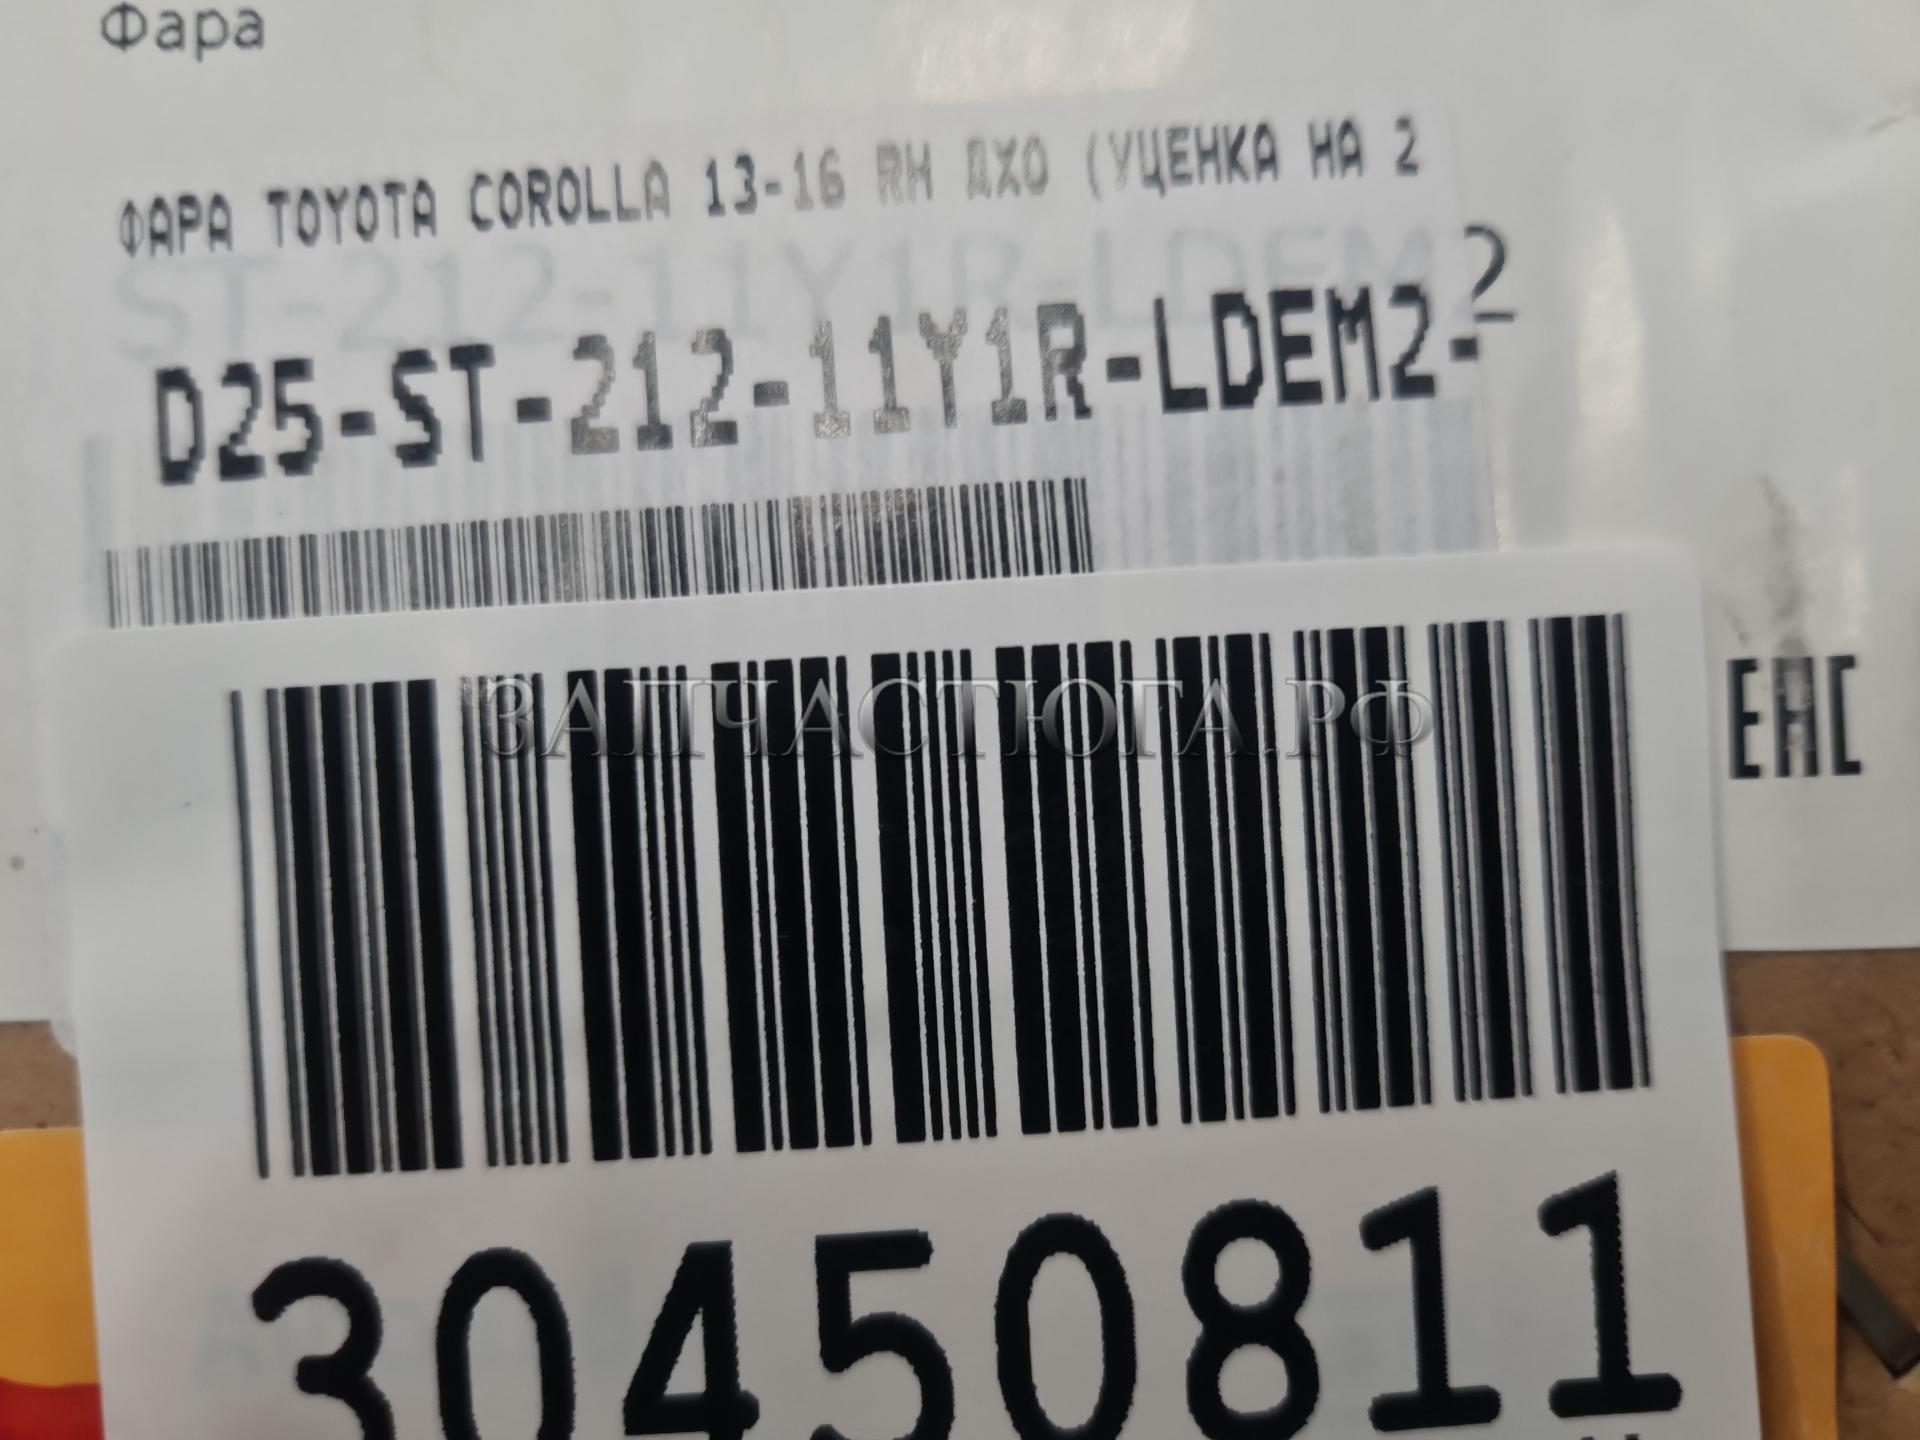 Фара
ФАРА TOYOTA COROLLA 13-16 RH ДХО (УЦЕНКА НА 2
ST-212-11Y1R-LDEM2
D25-ST-212-11Y1R-LDEM2-
ЗАПЧАСТЮГА.РФ
EAC
30450811